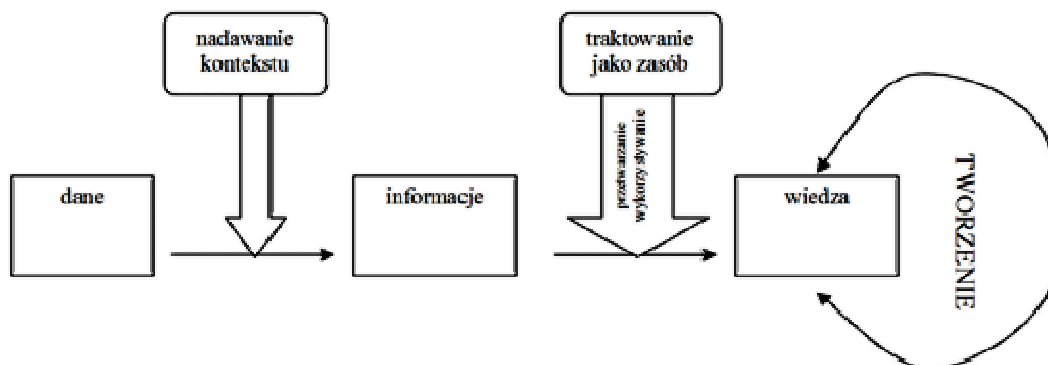 nadawanie
kontekstu
traktowanie
jako zasób
przetwarzanie
wykorzystywanie
dane
informacje
wiedza
TWORZENIE